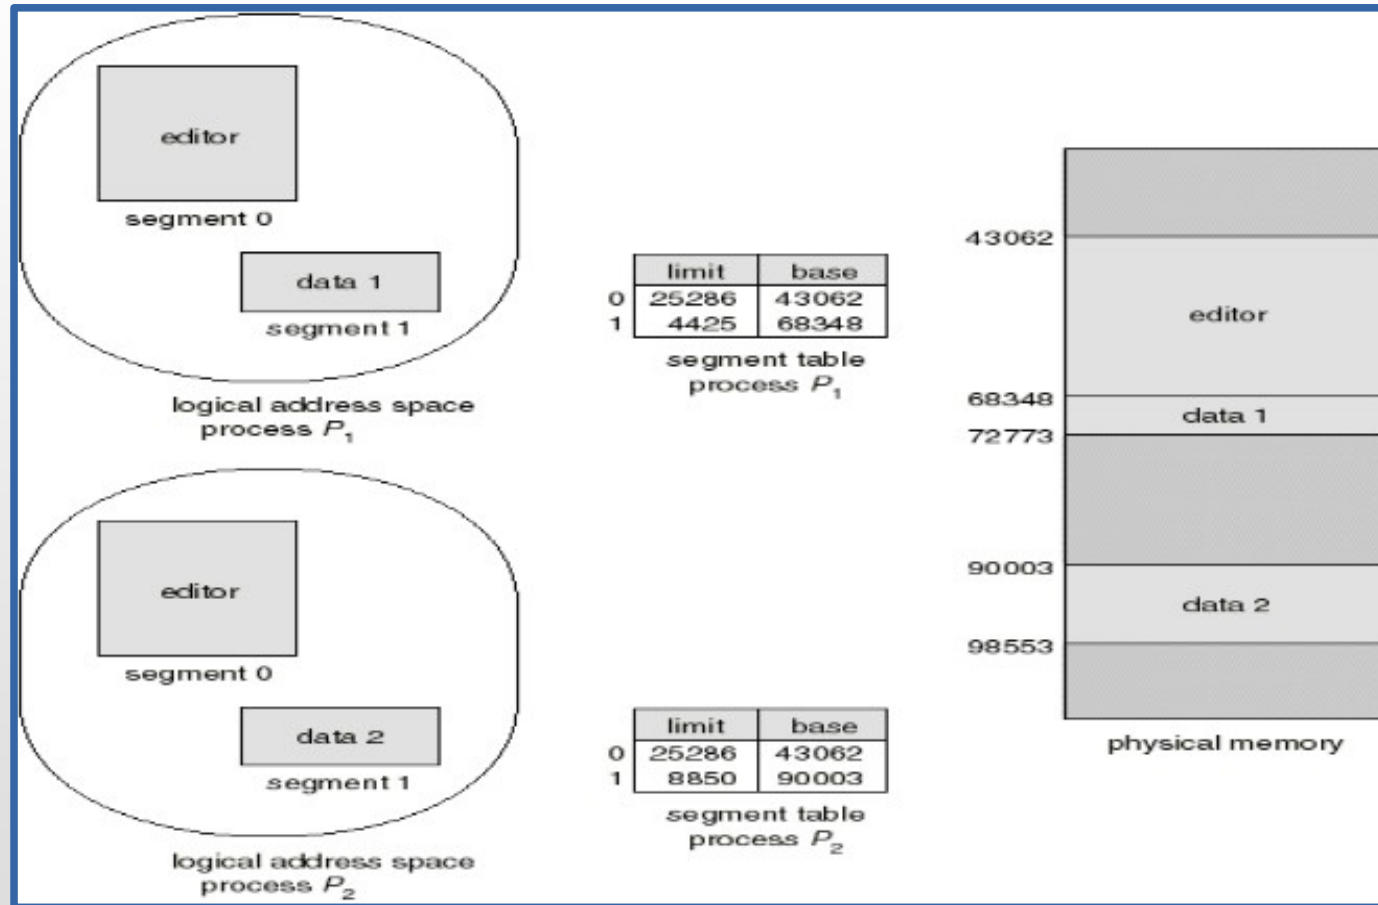 editor
segment 0
data 1
segment 1
logical address space
process P1
limit base
0 25286 43062
1 4425 68348
segment table
process P1
editor
segment 0
data 2
segment 1
logical address space
process P2
limit base
0 25286 43062
1 8850 90003
segment table
process P2
43062
editor
68348
data 1
72773
90003
data 2
98553
physical memory